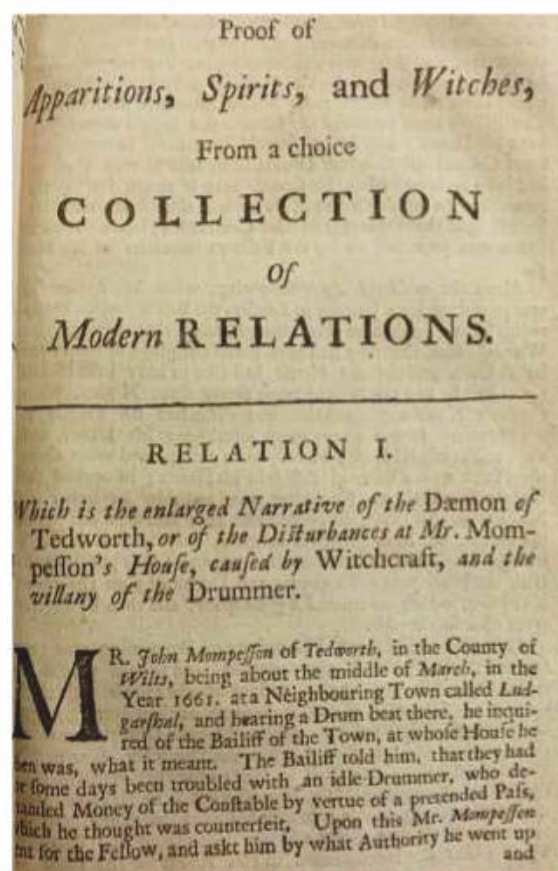 Proof of
Apparitions, Spirits, and Witches,
From a choice
COLLECTION
Of
Modern RELATIONS.
RELATION I.
Which is the enlarged Narrative of the Dæmon of
Tedworth, or of the Diſturbances at Mr. Mom-
peſſon's Houſe, cauſed by Witchcraft, and the
villany of the Drummer.
MR. John Mompeſſon of Tedworth, in the County of
Wilts, being about the middle of March, in the
Year 1661. at a Neighbouring Town called Lud-
garſhal, and hearing a Drum beat there, he inqui-
red of the Bailiff of the Town, at whoſe Houſe he
then was, what it meant. The Bailiff told him, that they had
for ſome days been troubled with an idle Drummer, who de-
manded Money of the Conſtable by vertue of a pretended Paſs,
which he thought was counterfeit, Upon this Mr. Mompeſſon
ſent for the Fellow, and askt him by what Authority he went up
and